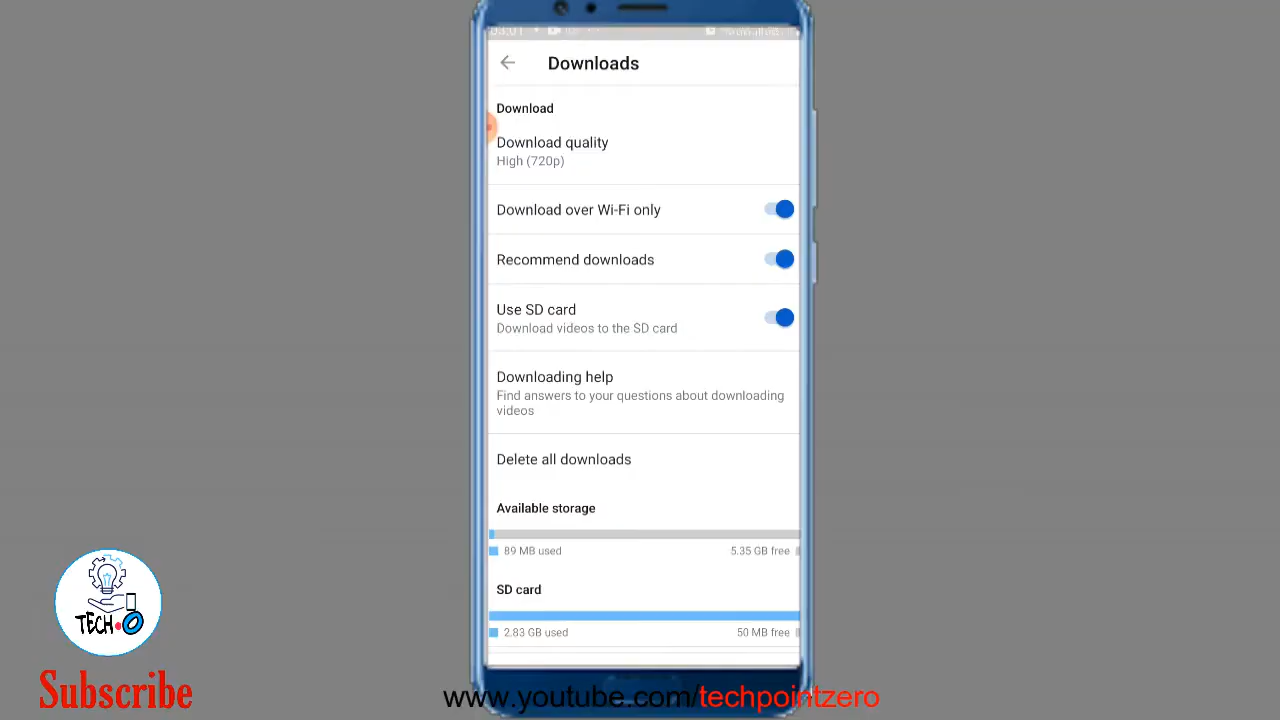 03:01
Downloads
Download
Download quality
High (720p)
Download over Wi-Fi only
Recommend downloads
Use SD card
Download videos to the SD card
Downloading help
Find answers to your questions about downloading
videos
Delete all downloads
Available storage
89 MB used
5.35 GB free
SD card
2.83 GB used
50 MB free
TECH
Subscribe
www.youtube.com/techpointzero